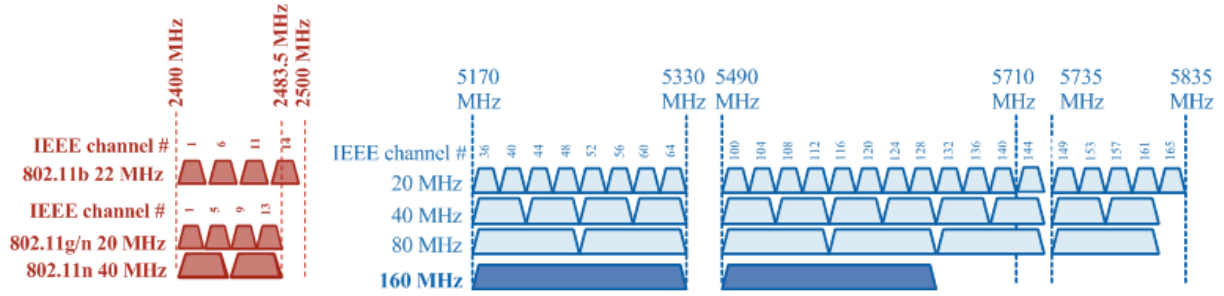 2400 MHz
2483.5 MHz
2500 MHz
IEEE channel # 1 6 11 14
802.11b 22 MHz
IEEE channel # 1 5 9 13
802.11g/n 20 MHz
802.11n 40 MHz
5170 MHz
5330 MHz
5490 MHz
5710 MHz
5735 MHz
5835 MHz
IEEE channel # 36 40 44 48 52 56 60 64 100 104 108 112 116 120 124 128 132 136 140 144 149 153 157 161 165
20 MHz
40 MHz
80 MHz
160 MHz